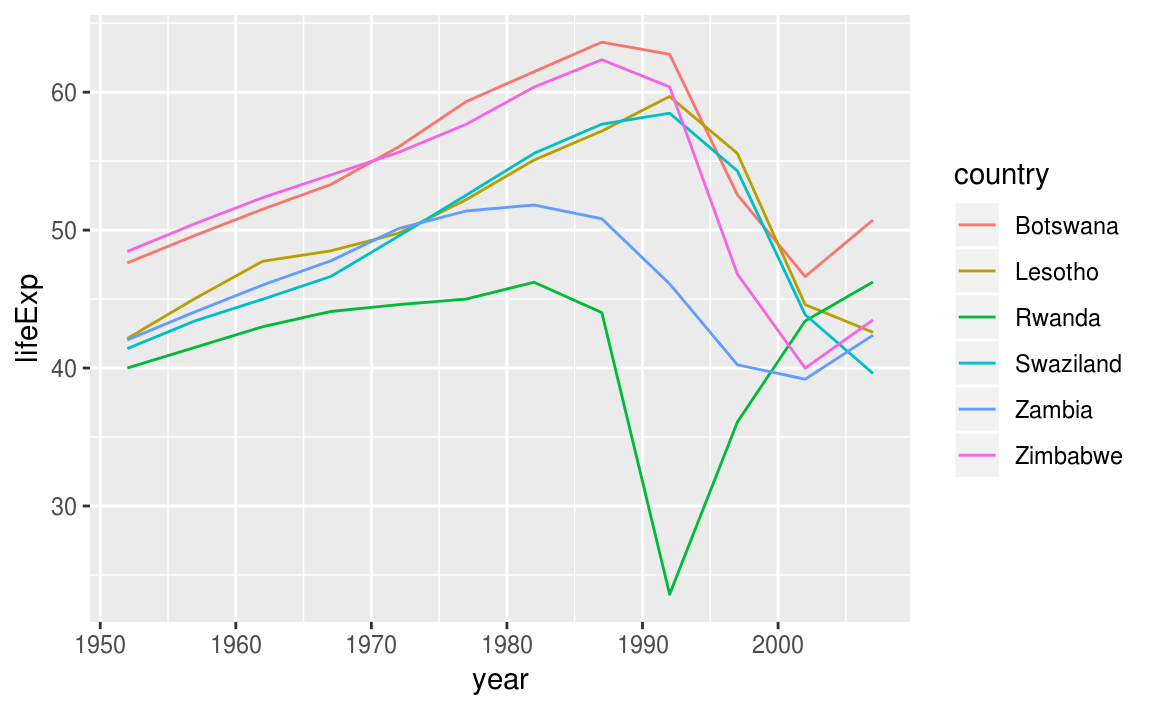 lifeExp
60
50
40
30
1950 1960 1970 1980 1990 2000
year
country
Botswana
Lesotho
Rwanda
Swaziland
Zambia
Zimbabwe